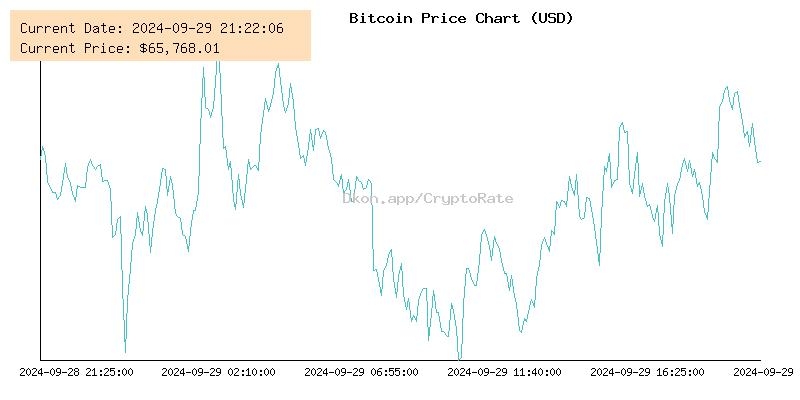 Bitcoin Price Chart (USD)
Current Date: 2024-09-29 21:22:06
Current Price: $65,768.01
Dkon.app/CryptoRate
2024-09-28 21:25:00 2024-09-29 02:10:00 2024-09-29 06:55:00 2024-09-29 11:40:00 2024-09-29 16:25:00 2024-09-29